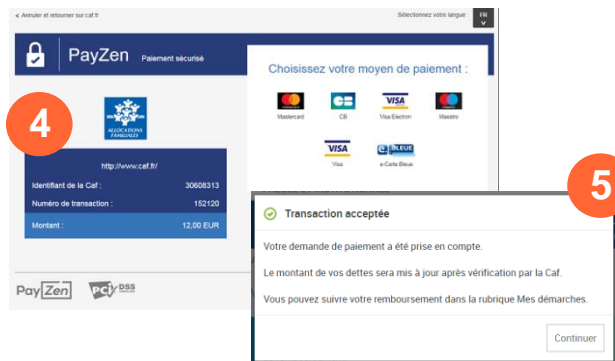 < Annuler et retourner sur caf.fr
Sélectionnez votre langue : FR
PayZen Paiement sécurisé
Choisissez votre moyen de paiement :
Mastercard CB Visa Electron Maestro
VISA
VISA e-Carte BLEUE
Visa e-Carte Bleue
4
ALLOCATIONS FAMILIALES
http://www.caf.fr/
Identifiant de la Caf : 30608313
Numéro de transaction : 152120
Montant : 12,00 EUR
PayZen PCI DSS
5
Transaction acceptée
Votre demande de paiement a été prise en compte.
Le montant de vos dettes sera mis à jour après vérification par la Caf.
Vous pouvez suivre votre remboursement dans la rubrique Mes démarches.
Continuer